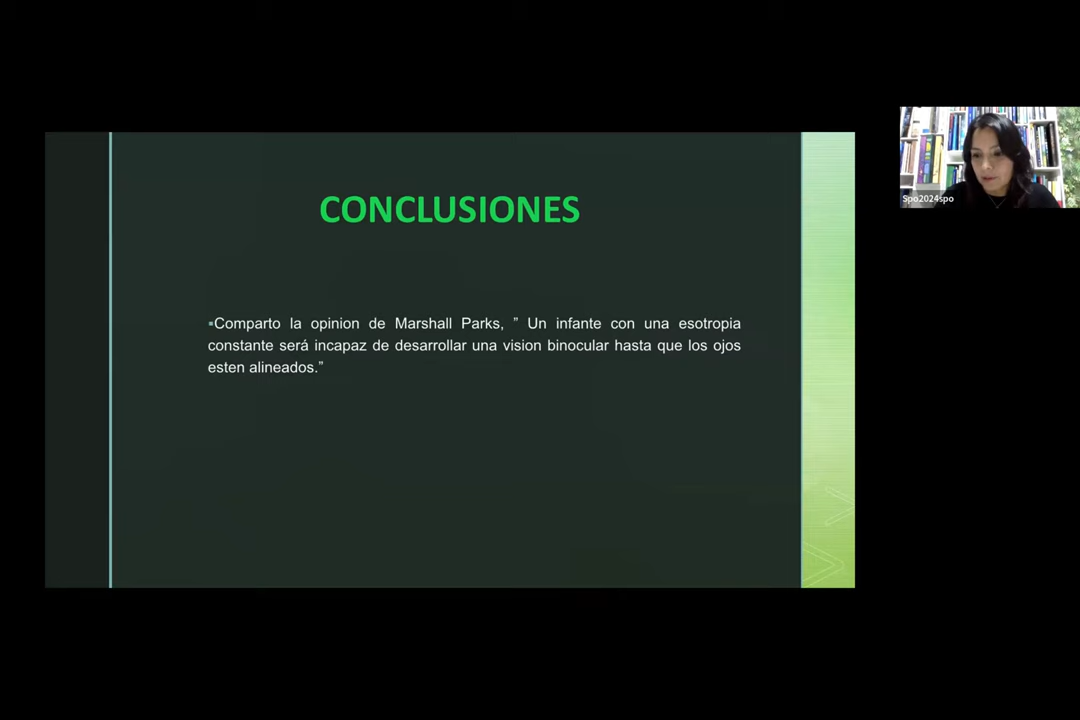 CONCLUSIONES
▪Comparto la opinion de Marshall Parks, ” Un infante con una esotropia
constante será incapaz de desarrollar una vision binocular hasta que los ojos
esten alineados.”
Spo2024spo